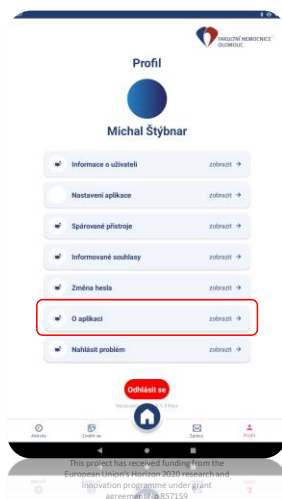 FAKULTNÍ NEMOCNICE
OLOMOUC
Profil
Michal Štýbnar
Informace o uživateli zobrazit →
Nastavení aplikace zobrazit →
Spárované přístroje zobrazit →
Informované souhlasy zobrazit →
Změna hesla zobrazit →
O aplikaci zobrazit →
Nahlásit problém zobrazit →
Odhlásit se
Aktivity Zprávy Profil
This project has received funding from the
European Union's Horizon 2020 research and
innovation programme under grant
agreement No 857159